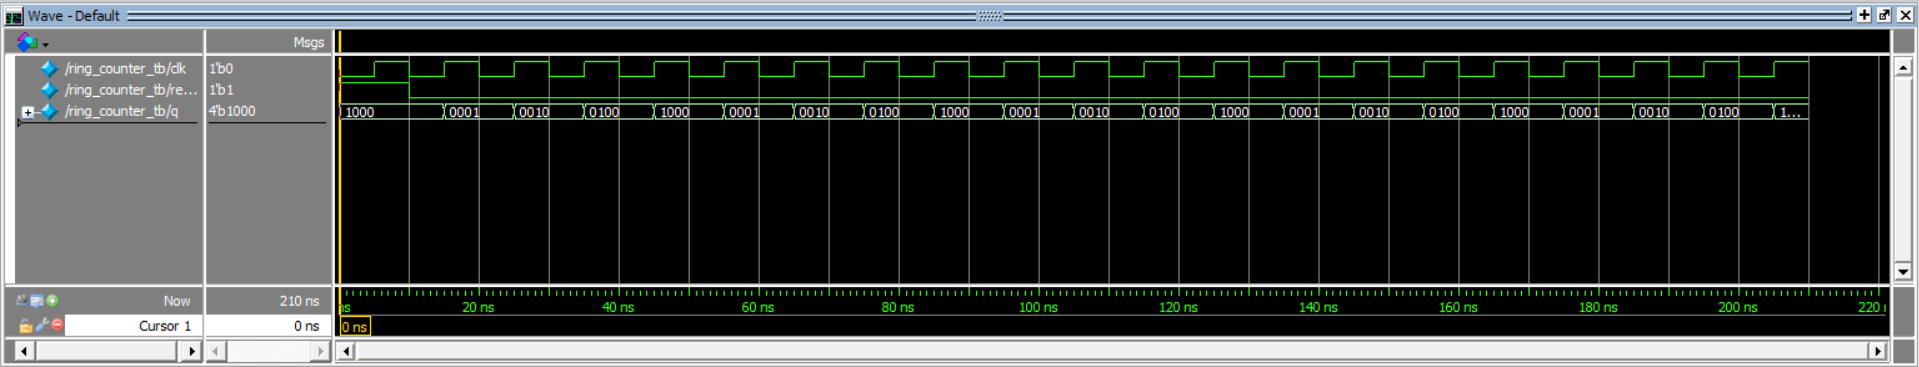 Wave - Default
Msgs
/ring_counter_tb/clk 1'b0
/ring_counter_tb/re... 1'b1
/ring_counter_tb/q 4'b1000 1000 0001 0010 0100 1000 0001 0010 0100 1000 0001 0010 0100 1000 0001 0010 0100 1000 0001 0010 0100 1...
Now 210 ns ns 20 ns 40 ns 60 ns 80 ns 100 ns 120 ns 140 ns 160 ns 180 ns 200 ns 220
Cursor 1 0 ns 0 ns